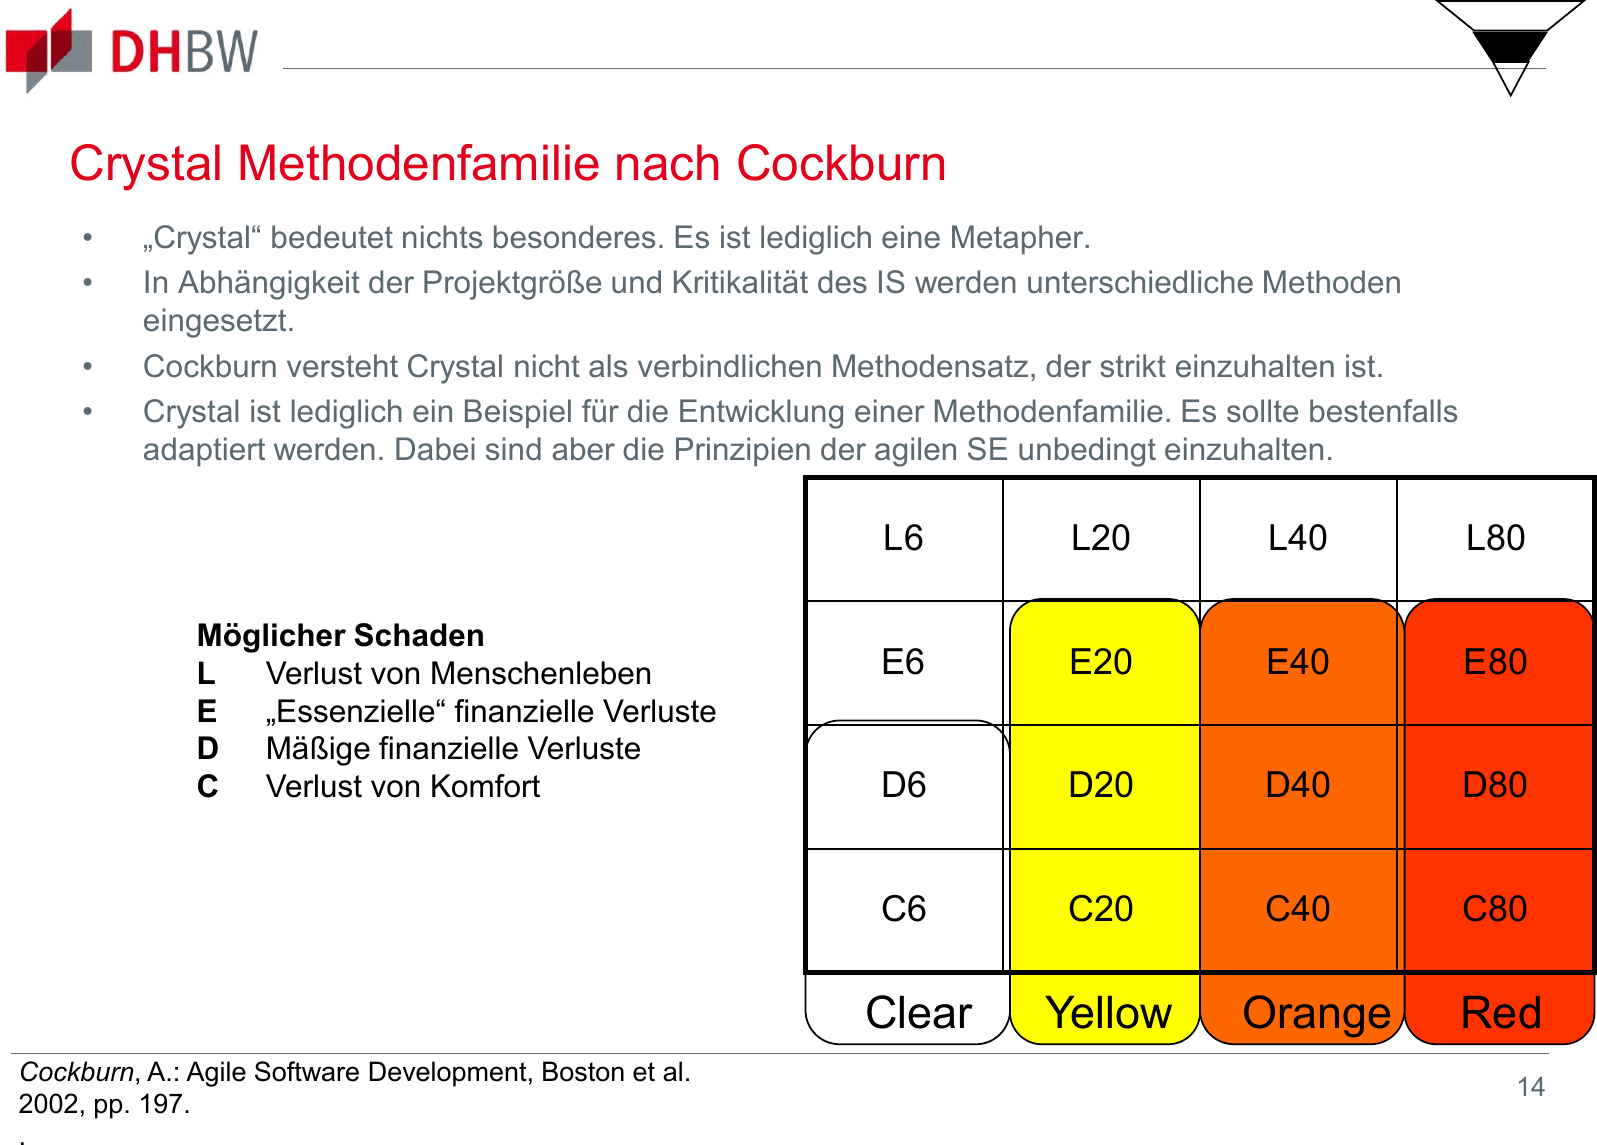 DHBW
Crystal Methodenfamilie nach Cockburn
• „Crystal“ bedeutet nichts besonderes. Es ist lediglich eine Metapher.
• In Abhängigkeit der Projektgröße und Kritikalität des IS werden unterschiedliche Methoden
eingesetzt.
• Cockburn versteht Crystal nicht als verbindlichen Methodensatz, der strikt einzuhalten ist.
• Crystal ist lediglich ein Beispiel für die Entwicklung einer Methodenfamilie. Es sollte bestenfalls
adaptiert werden. Dabei sind aber die Prinzipien der agilen SE unbedingt einzuhalten.
Möglicher Schaden
L Verlust von Menschenleben
E „Essenzielle“ finanzielle Verluste
D Mäßige finanzielle Verluste
C Verlust von Komfort
L6 L20 L40 L80
E6 E20 E40 E80
D6 D20 D40 D80
C6 C20 C40 C80
Clear Yellow Orange Red
Cockburn, A.: Agile Software Development, Boston et al.
2002, pp. 197.
.
14